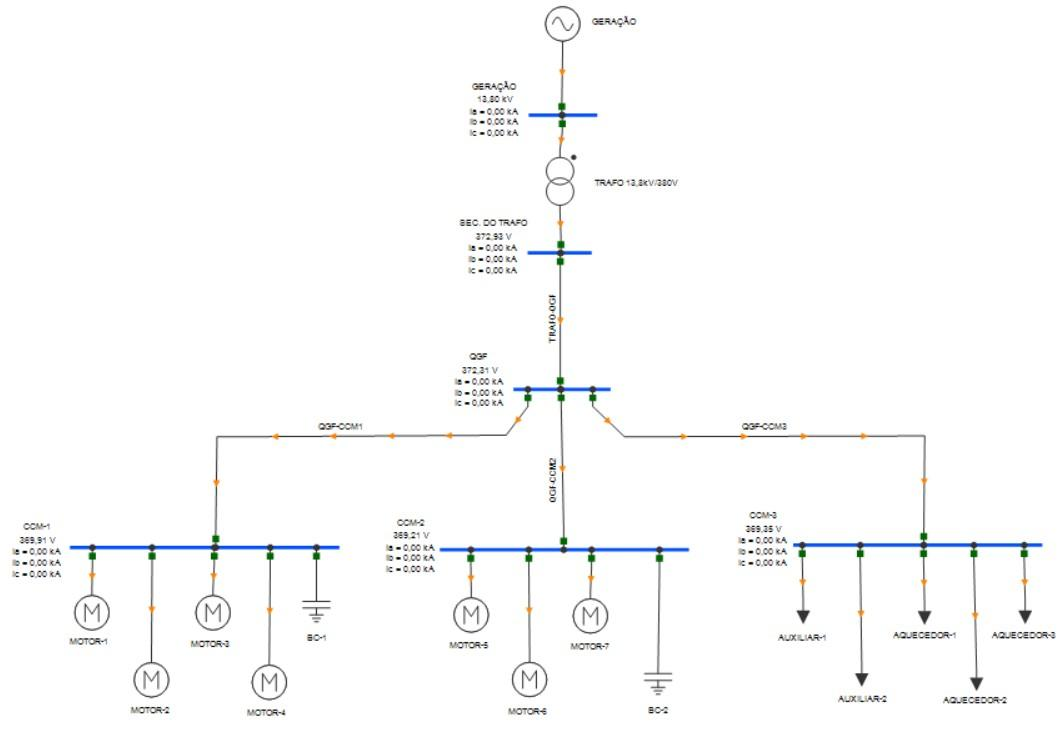 GERAÇÃO
GERAÇÃO
13,80 kV
Ia = 0,00 kA
Ib = 0,00 kA
Ic = 0,00 kA
TRAFO 13,8kV/380V
SEC. DO TRAFO
372,93 V
Ia = 0,00 kA
Ib = 0,00 kA
Ic = 0,00 kA
TRAFO-QGF
QGF
372,31 V
Ia = 0,00 kA
Ib = 0,00 kA
Ic = 0,00 kA
QGF-CCM1
QGF-CCM2
QGF-CCM3
CCM-1
369,91 V
Ia = 0,00 kA
Ib = 0,00 kA
Ic = 0,00 kA
M
MOTOR-1
M
MOTOR-2
M
MOTOR-3
M
MOTOR-4
BC-1
CCM-2
369,21 V
Ia = 0,00 kA
Ib = 0,00 kA
Ic = 0,00 kA
M
MOTOR-5
M
MOTOR-6
M
MOTOR-7
BC-2
CCM-3
369,35 V
Ia = 0,00 kA
Ib = 0,00 kA
Ic = 0,00 kA
AUXILIAR-1
AUXILIAR-2
AQUECEDOR-1
AQUECEDOR-2
AQUECEDOR-3